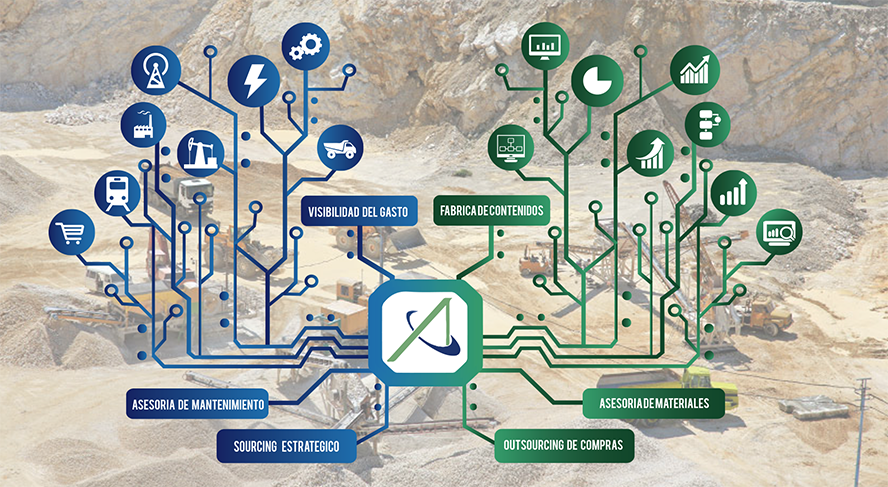 VISIBILIDAD DEL GASTO
FABRICA DE CONTENIDOS
ASESORIA DE MANTENIMIENTO
ASESORIA DE MATERIALES
SOURCING ESTRATEGICO
OUTSOURCING DE COMPRAS